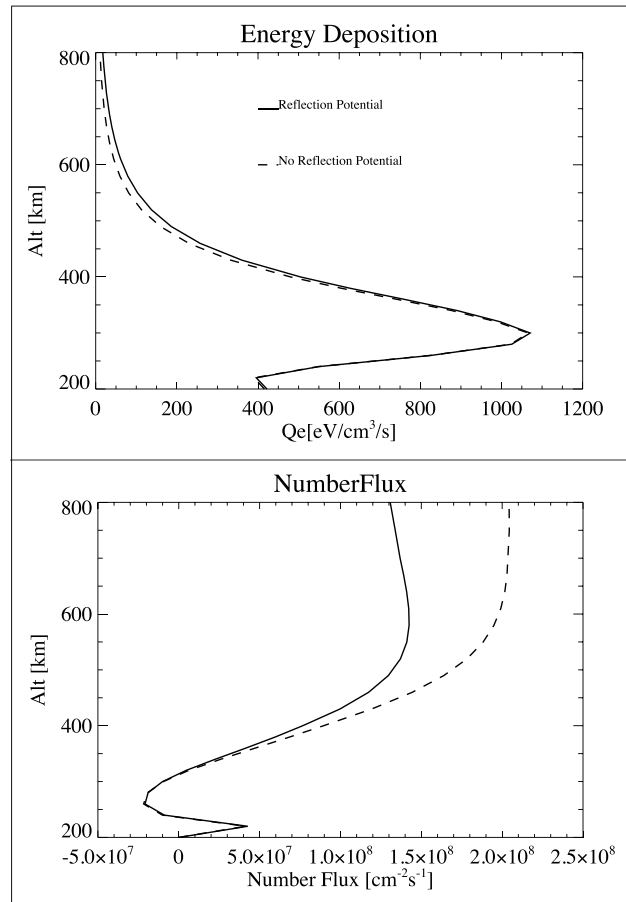 Energy Deposition
800
600
400
200
Alt [km]
Reflection Potential
No Reflection Potential
0 200 400 600 800 1000 1200
Qe[eV/cm³/s]
NumberFlux
800
600
400
200
Alt [km]
-5.0×10⁷ 0 5.0×10⁷ 1.0×10⁸ 1.5×10⁸ 2.0×10⁸ 2.5×10⁸
Number Flux [cm⁻²s⁻¹]